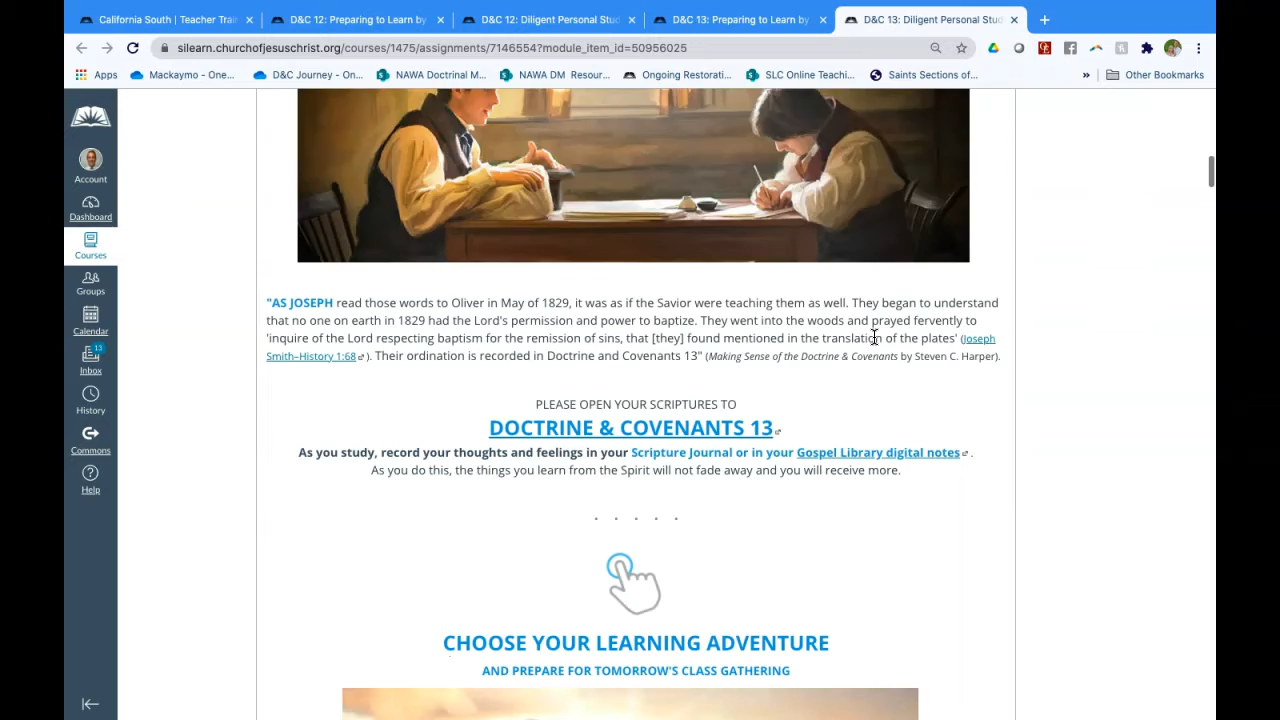 California South | Teacher Trai
D&C 12: Preparing to Learn by
D&C 12: Diligent Personal Stud
D&C 13: Preparing to Learn by
D&C 13: Diligent Personal Stud
silearn.churchofjesuschrist.org/courses/1475/assignments/7146554?module_item_id=50956025
Apps
Mackaymo - One...
D&C Journey - On...
NAWA Doctrinal M...
NAWA DM Resour...
Ongoing Restorati...
SLC Online Teachi...
Saints Sections of...
»
Other Bookmarks
Account
Dashboard
Courses
Groups
Calendar
13
Inbox
History
Commons
Help
"AS JOSEPH read those words to Oliver in May of 1829, it was as if the Savior were teaching them as well. They began to understand
that no one on earth in 1829 had the Lord's permission and power to baptize. They went into the woods and prayed fervently to
'inquire of the Lord respecting baptism for the remission of sins, that [they] found mentioned in the translation of the plates' (Joseph
Smith–History 1:68). Their ordination is recorded in Doctrine and Covenants 13" (Making Sense of the Doctrine & Covenants by Steven C. Harper).
PLEASE OPEN YOUR SCRIPTURES TO
DOCTRINE & COVENANTS 13
As you study, record your thoughts and feelings in your Scripture Journal or in your Gospel Library digital notes .
As you do this, the things you learn from the Spirit will not fade away and you will receive more.
. . . . .
CHOOSE YOUR LEARNING ADVENTURE
AND PREPARE FOR TOMORROW'S CLASS GATHERING